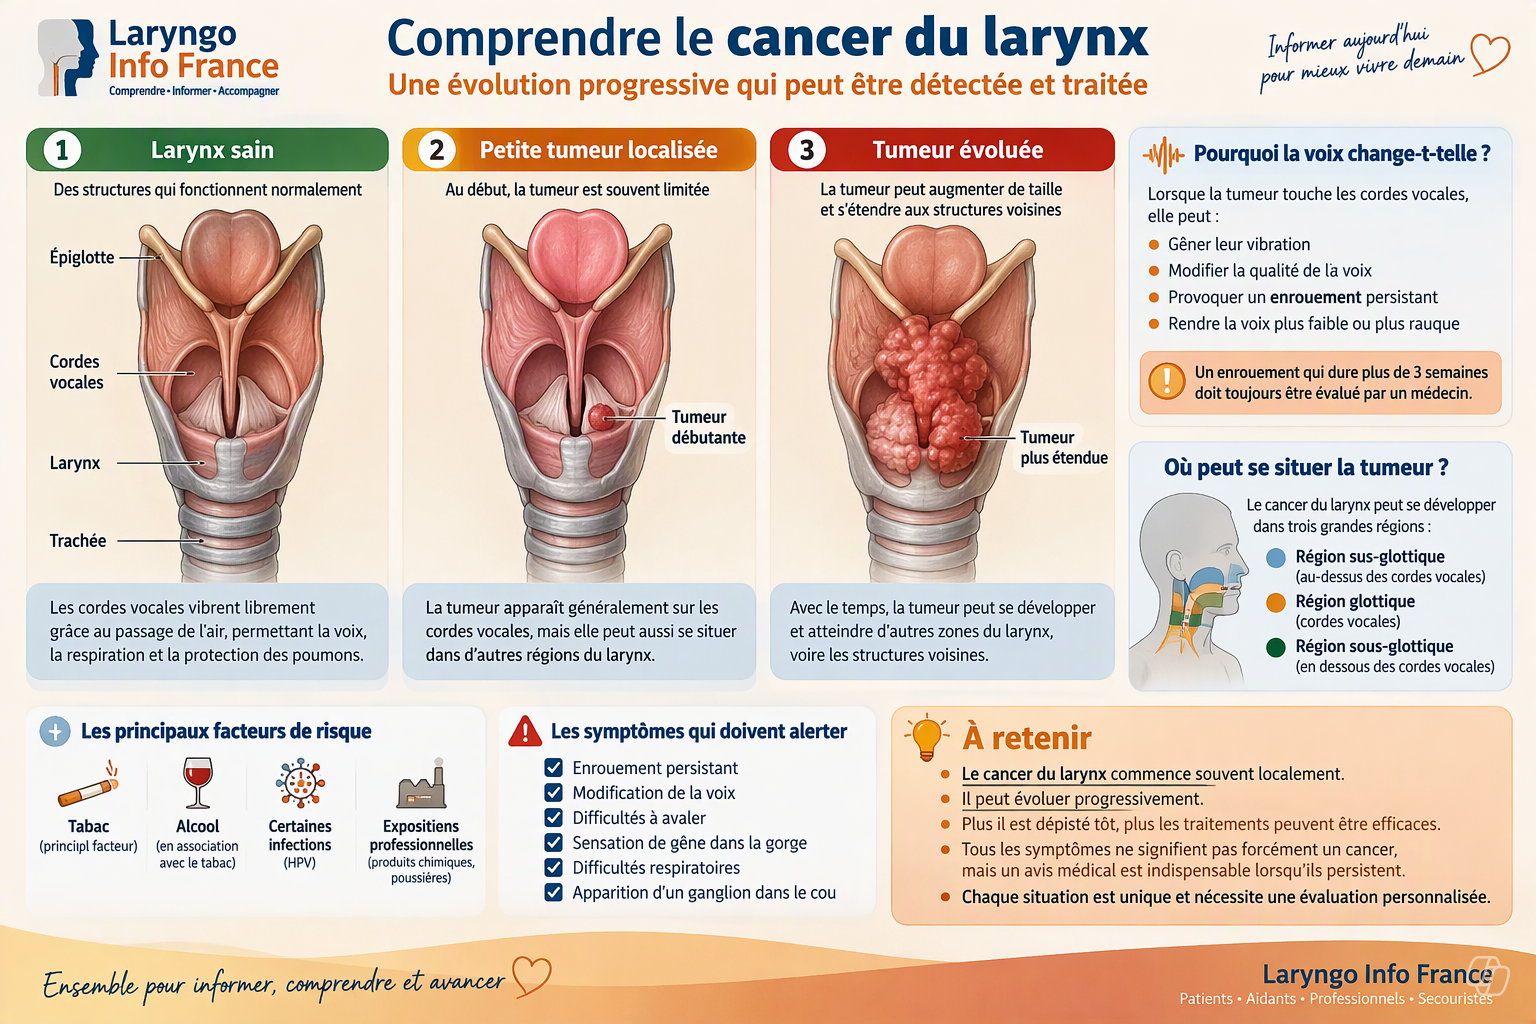 Laryngo
Info France
Comprendre • Informer • Accompagner
Comprendre le cancer du larynx
Une évolution progressive qui peut être détectée et traitée
Informer aujourd'hui
pour mieux vivre demain
1 Larynx sain
Des structures qui fonctionnent normalement
Épiglotte
Cordes
vocales
Larynx
Trachée
Les cordes vocales vibrent librement
grâce au passage de l'air, permettant la voix,
la respiration et la protection des poumons.
2 Petite tumeur localisée
Au début, la tumeur est souvent limitée
Tumeur
débutante
La tumeur apparaît généralement sur les
cordes vocales, mais elle peut aussi se situer
dans d'autres régions du larynx.
3 Tumeur évoluée
La tumeur peut augmenter de taille
et s'étendre aux structures voisines
Tumeur
plus étendue
Avec le temps, la tumeur peut se développer
et atteindre d'autres zones du larynx,
voire les structures voisines.
Pourquoi la voix change-t-telle ?
Lorsque la tumeur touche les cordes vocales,
elle peut :
• Gêner leur vibration
• Modifier la qualité de la voix
• Provoquer un enrouement persistant
• Rendre la voix plus faible ou plus rauque
Un enrouement qui dure plus de 3 semaines
doit toujours être évalué par un médecin.
Où peut se situer la tumeur ?
Le cancer du larynx peut se développer
dans trois grandes régions :
Région sus-glottique
(au-dessus des cordes vocales)
Région glottique
(cordes vocales)
Région sous-glottique
(en dessous des cordes vocales)
Les principaux facteurs de risque
Tabac
(principl facteur)
Alcool
(en association
avec le tabac)
Certaines
infections
(HPV)
Expositiens
professionnelles
(produits chimiques,
poussiéres)
Les symptômes qui doivent alerter
Enrouement persistant
Modification de la voix
Difficultés à avaler
Sensation de gêne dans la gorge
Difficultés respiratoires
Apparition d'un ganglion dans le cou
À retenir
• Le cancer du larynx commence souvent localement.
• Il peut évoluer progressivement.
• Plus il est dépisté tôt, plus les traitements peuvent être efficaces.
• Tous les symptômes ne signifient pas forcément un cancer,
mais un avis médical est indispensable lorsqu'ils persistent.
• Chaque situation est unique et nécessite une évaluation personnalisée.
Ensemble pour informer, comprendre et avancer
Laryngo Info France
Patients • Aidants • Professionnels • Secouristes